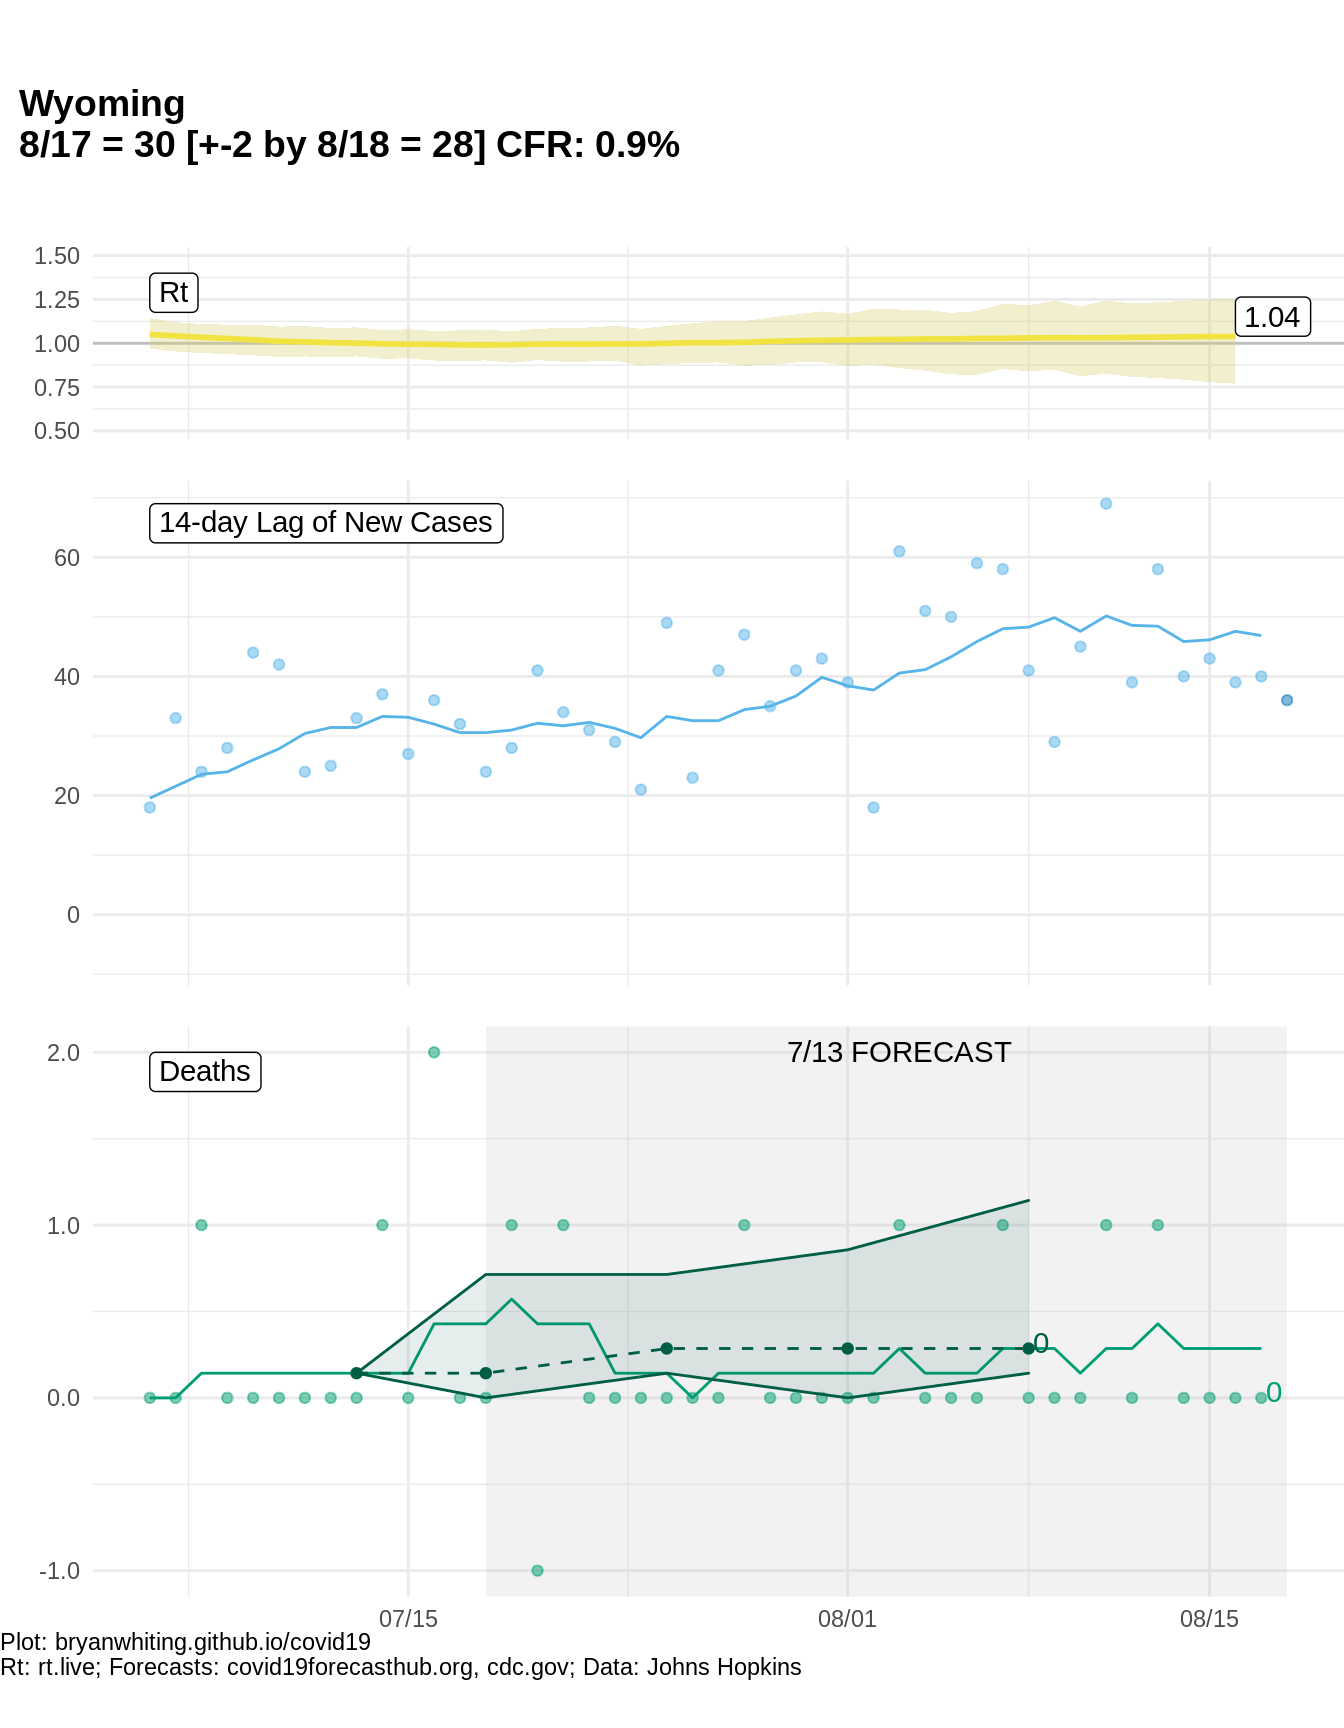 Wyoming
8/17 = 30 [+-2 by 8/18 = 28] CFR: 0.9%
1.50
1.25
1.00
0.75
0.50
Rt
1.04
14-day Lag of New Cases
60
40
20
0
Deaths
7/13 FORECAST
2.0
1.0
0.0
-1.0
0
0
07/15
08/01
08/15
Plot: bryanwhiting.github.io/covid19
Rt: rt.live; Forecasts: covid19forecasthub.org, cdc.gov; Data: Johns Hopkins